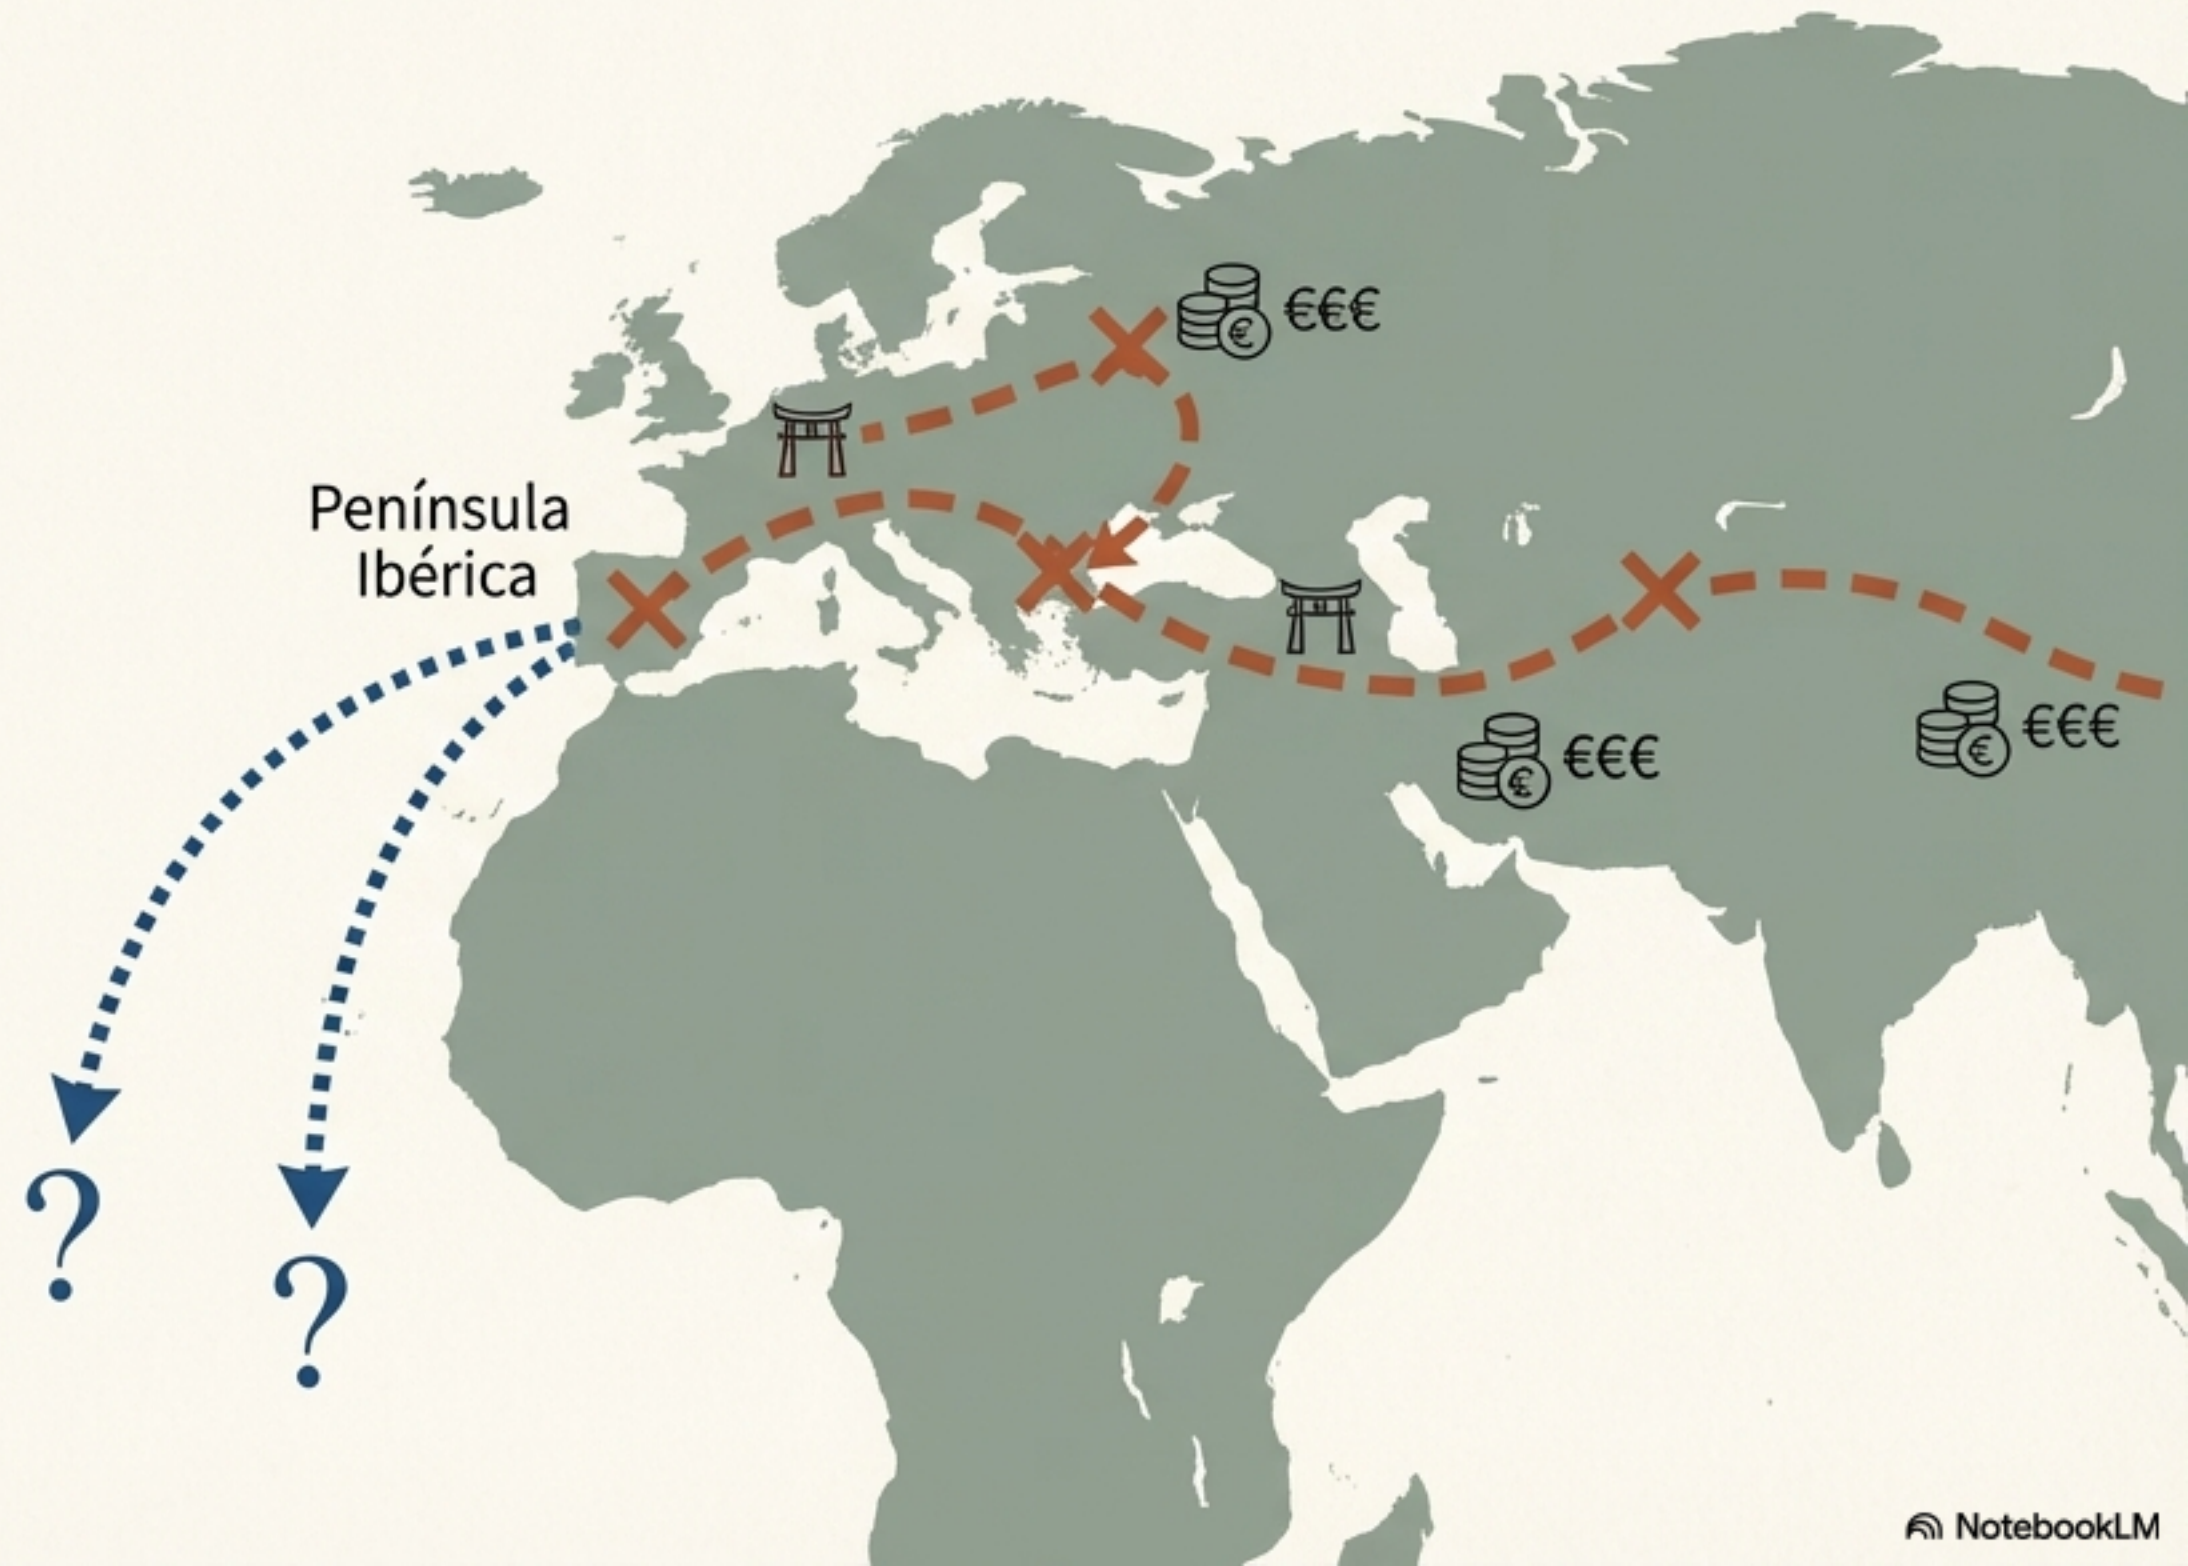 €€€
Península
Ibérica
€€€
€€€
?
?
NotebookLM